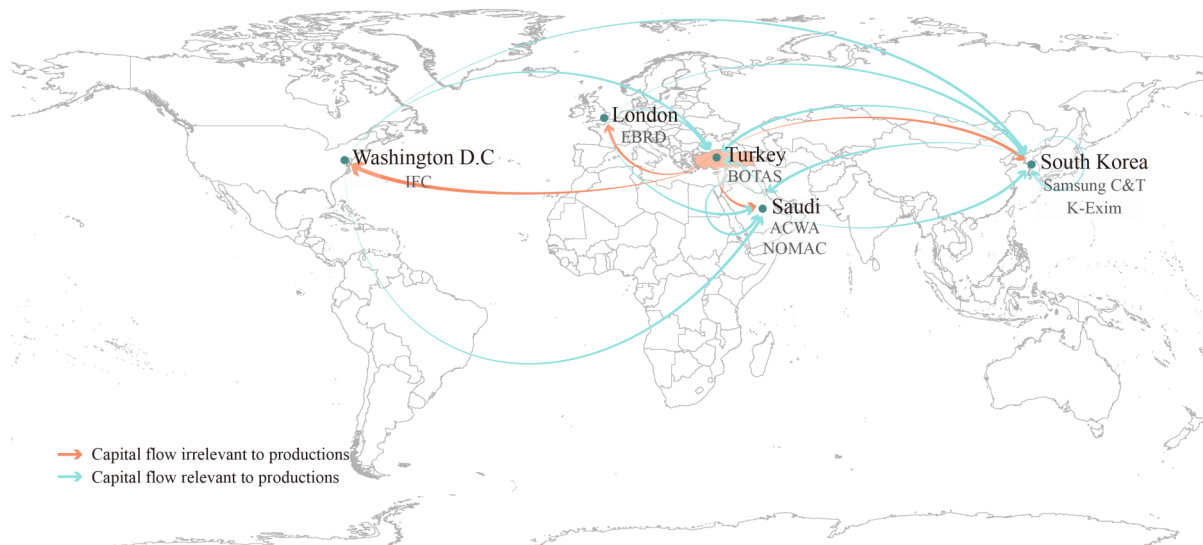 London
EBRD
Washington D.C
IFC
Turkey
BOTAS
South Korea
Samsung C&T
K-Exim
Saudi
ACWA
NOMAC
Capital flow irrelevant to productions
Capital flow relevant to productions